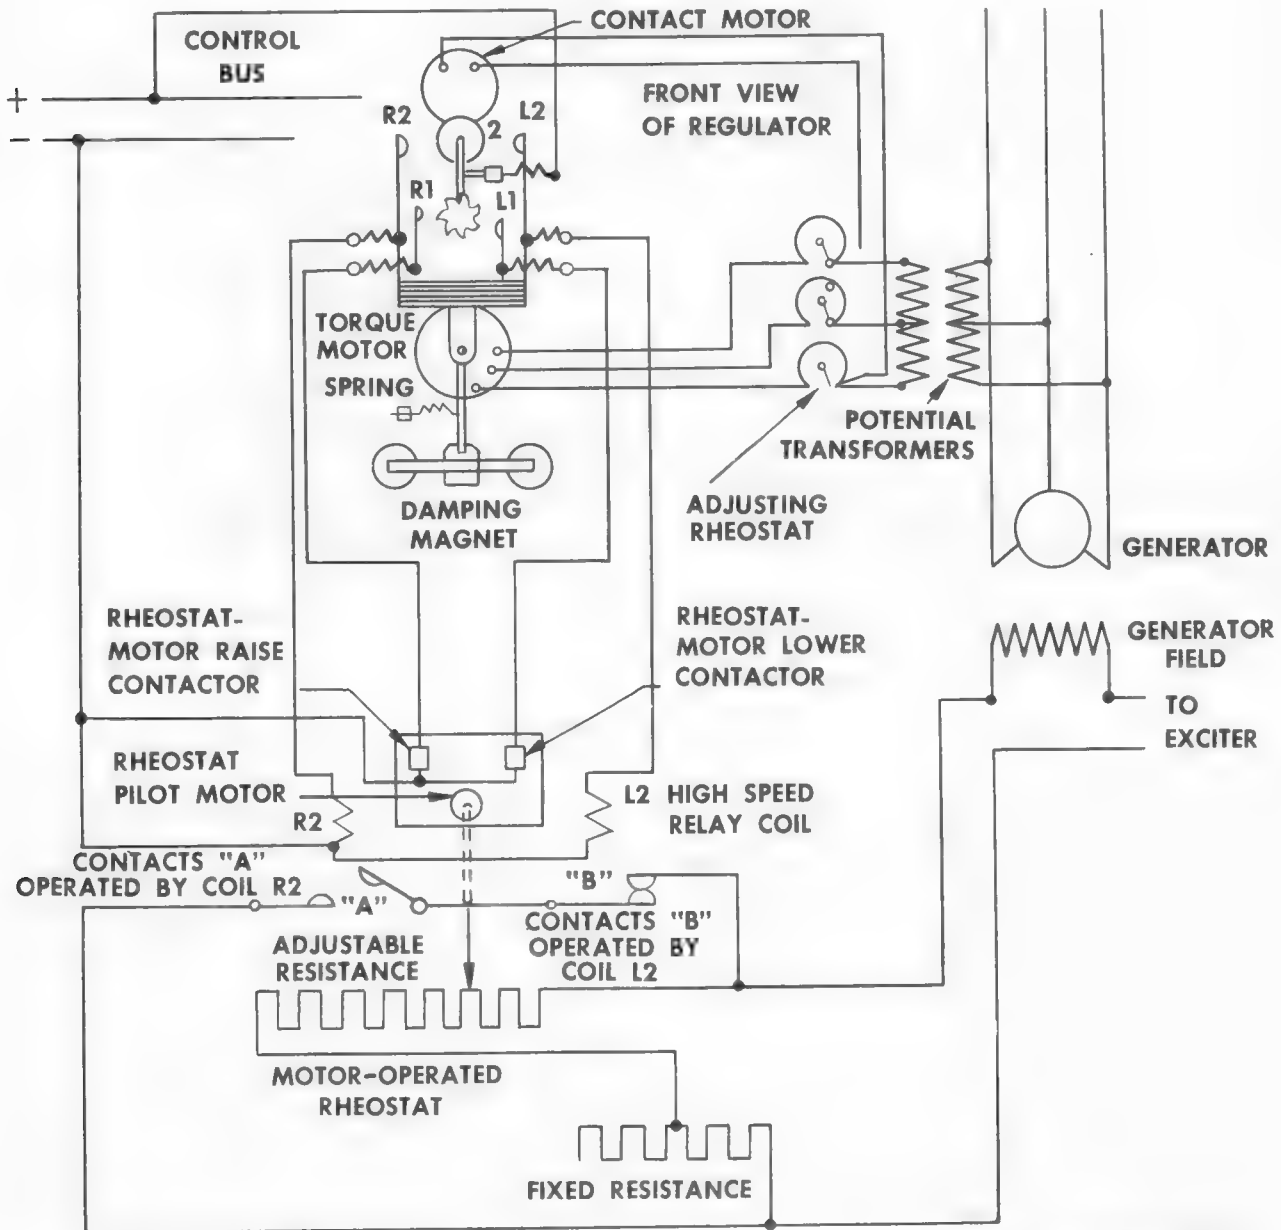 CONTACT MOTOR
CONTROL
BUS
+
-
FRONT VIEW
OF REGULATOR
R2
2
L2
R1
L1
TORQUE
MOTOR
SPRING
DAMPING
MAGNET
POTENTIAL
TRANSFORMERS
ADJUSTING
RHEOSTAT
GENERATOR
RHEOSTAT-
MOTOR RAISE
CONTACTOR
RHEOSTAT-
MOTOR LOWER
CONTACTOR
GENERATOR
FIELD
TO
EXCITER
RHEOSTAT
PILOT MOTOR
R2
L2 HIGH SPEED
RELAY COIL
CONTACTS "A"
OPERATED BY COIL R2
"A"
"B"
CONTACTS "B"
OPERATED BY
COIL L2
ADJUSTABLE
RESISTANCE
MOTOR-OPERATED
RHEOSTAT
FIXED RESISTANCE